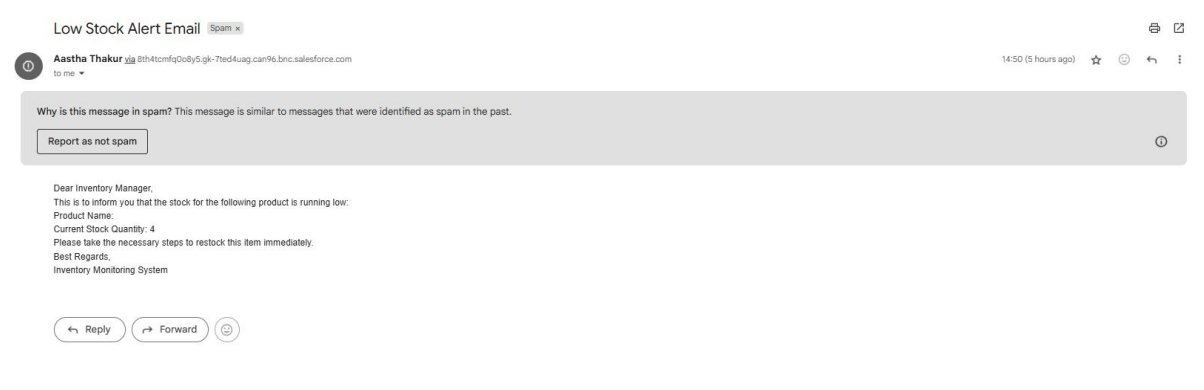 Low Stock Alert Email Spam ×
Aastha Thakur via 8th4tcmfq0o8y5.gk-7ted4uag.can96.bnc.salesforce.com 14:50 (5 hours ago)
to me
Why is this message in spam? This message is similar to messages that were identified as spam in the past.
Report as not spam
Dear Inventory Manager,
This is to inform you that the stock for the following product is running low:
Product Name:
Current Stock Quantity: 4
Please take the necessary steps to restock this item immediately.
Best Regards,
Inventory Monitoring System
Reply Forward